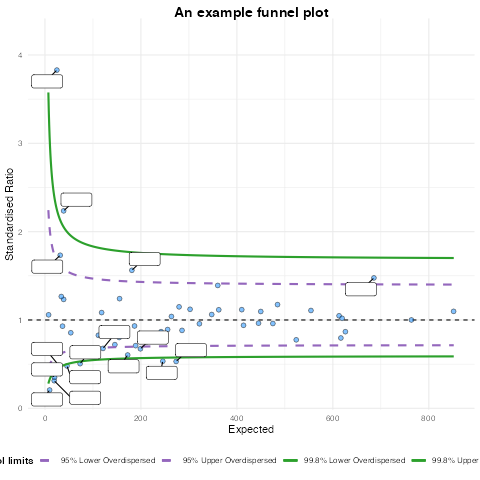 An example funnel plot
Standardised Ratio
4
3
2
1
0
0 200 400 600 800
Expected
ol limits 95% Lower Overdispersed 95% Upper Overdispersed 99.8% Lower Overdispersed 99.8% Upper